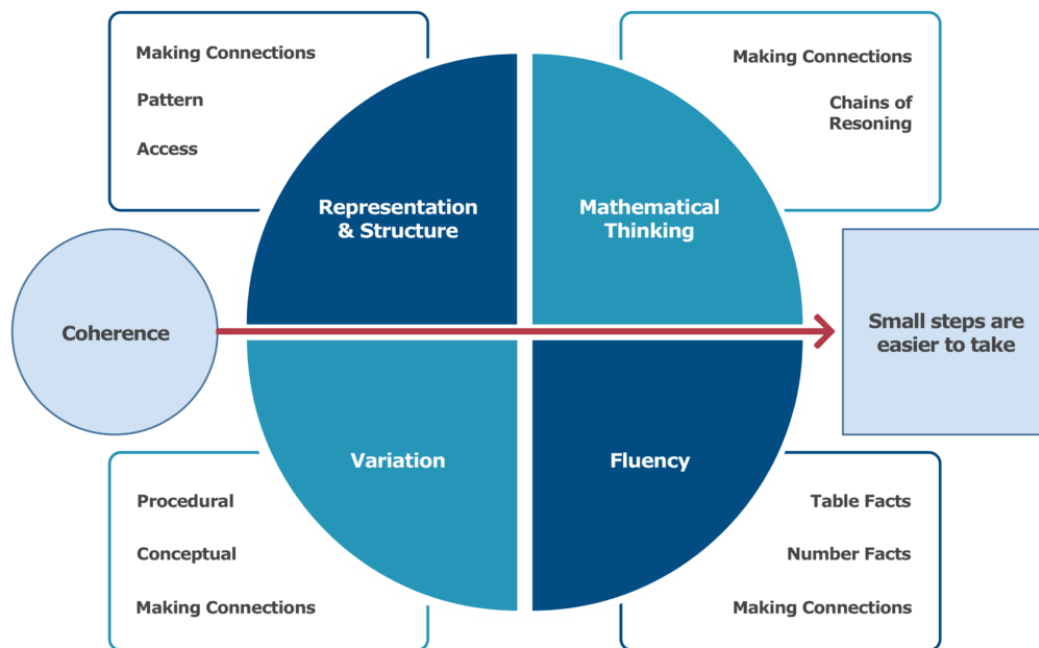 Making Connections
Pattern
Access
Making Connections
Chains of
Resoning
Representation
& Structure
Mathematical
Thinking
Coherence
Small steps are
easier to take
Variation
Fluency
Procedural
Conceptual
Making Connections
Table Facts
Number Facts
Making Connections